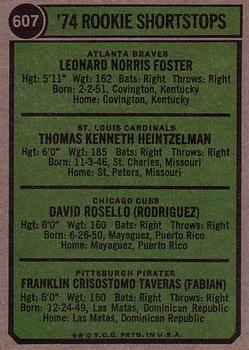 607
'74 ROOKIE SHORTSTOPS
ATLANTA BRAVES
LEONARD NORRIS FOSTER
Hgt: 5'11" Wgt: 162 Bats: Right Throws: Right
Born: 2-2-51, Covington, Kentucky
Home: Covington, Kentucky
ST. LOUIS CARDINALS
THOMAS KENNETH HEINTZELMAN
Hgt: 6'0" Wgt: 185 Bats: Right Throws: Right
Born: 11-3-46, St. Charles, Missouri
Home: St. Peters, Missouri
CHICAGO CUBS
DAVID ROSELLO (RODRIGUEZ)
Hgt: 6'0" Wgt: 160 Bats: Right Throws: Right
Born: 6-26-50, Mayaguez, Puerto Rico
Home: Mayaguez, Puerto Rico
PITTSBURGH PIRATES
FRANKLIN CRISOSTOMO TAVERAS (FABIAN)
Hgt: 6'0" Wgt: 160 Bats: Right Throws: Right
Born: 12-24-49, Las Matas, Dominican Republic
Home: Las Matas, Dominican Republic
★★ © T.C.G. PRTD. IN U.S.A.